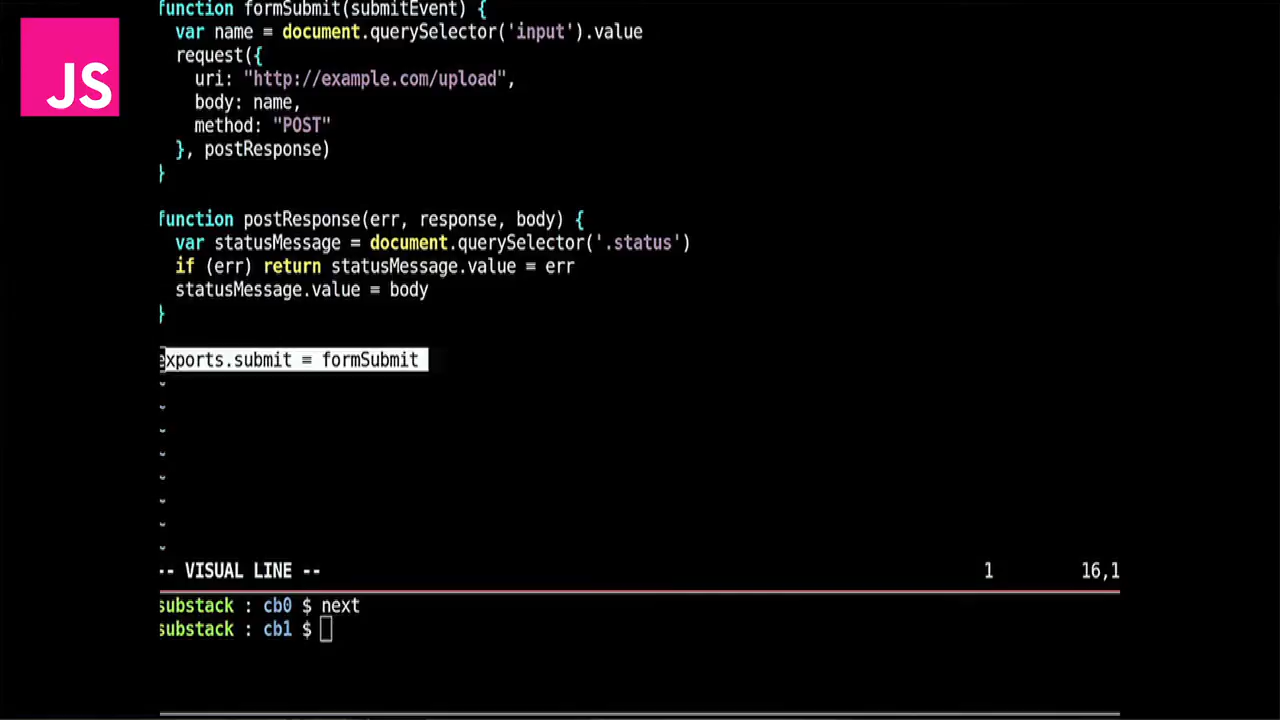 JS
function formSubmit(submitEvent) {
  var name = document.querySelector('input').value
  request({
    uri: "http://example.com/upload",
    body: name,
    method: "POST"
  }, postResponse)
}
function postResponse(err, response, body) {
  var statusMessage = document.querySelector('.status')
  if (err) return statusMessage.value = err
  statusMessage.value = body
}
exports.submit = formSubmit
~
~
~
~
~
~
~
~
-- VISUAL LINE -- 1 16,1
substack : cb0 $ next
substack : cb1 $